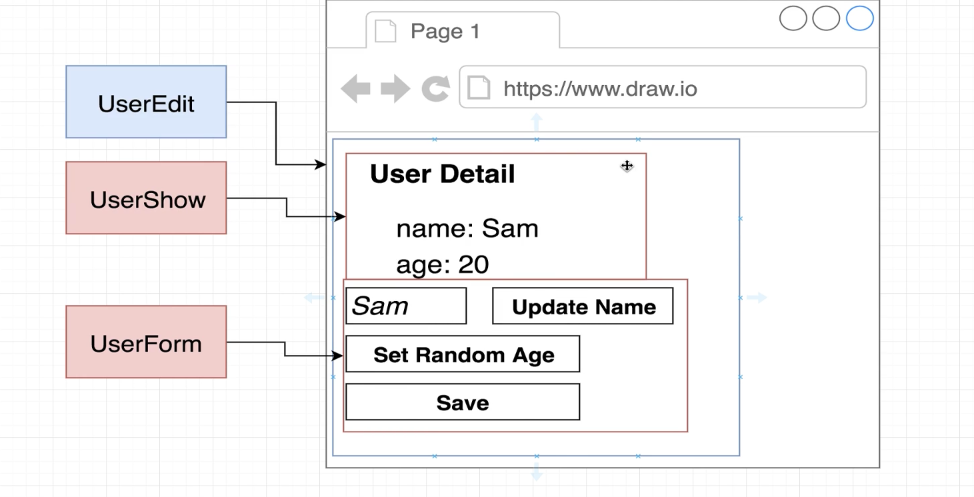 Page 1
https://www.draw.io
UserEdit
UserShow
UserForm
User Detail
name: Sam
age: 20
Sam
Update Name
Set Random Age
Save